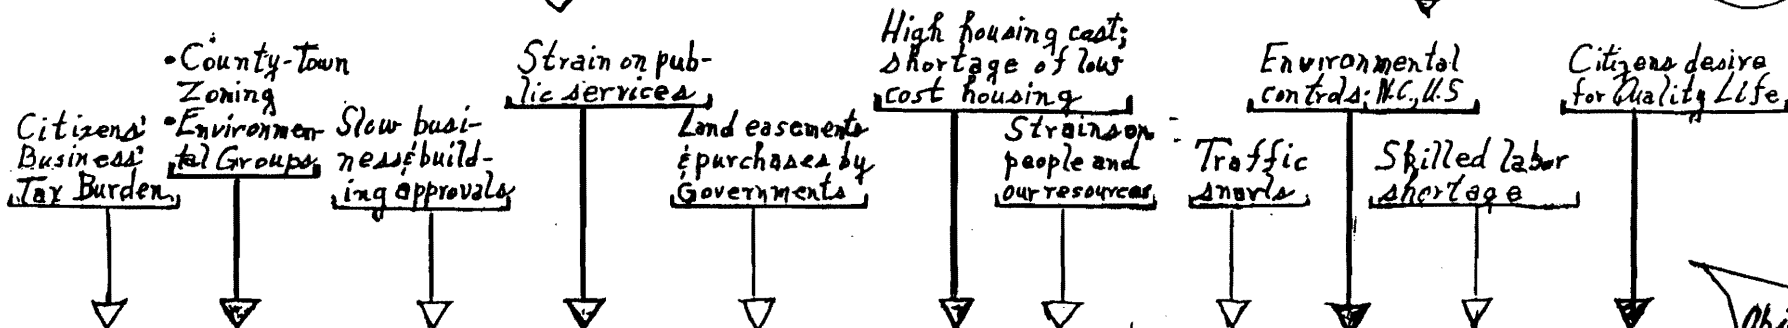 Citizens'
Business'
Tax Burden
•County-Town
Zoning
•Environmen-
tal Groups
Slow busi-
ness & build-
ing approvals
Strain on pub-
lic services
Land easements
& purchases by
Governments
High housing cost;
shortage of low
cost housing
Strains on
people and
our resources
Traffic
snarls
Environmental
controls: N.C., U.S
Skilled labor
shortage
Citizens desire
for Quality Life